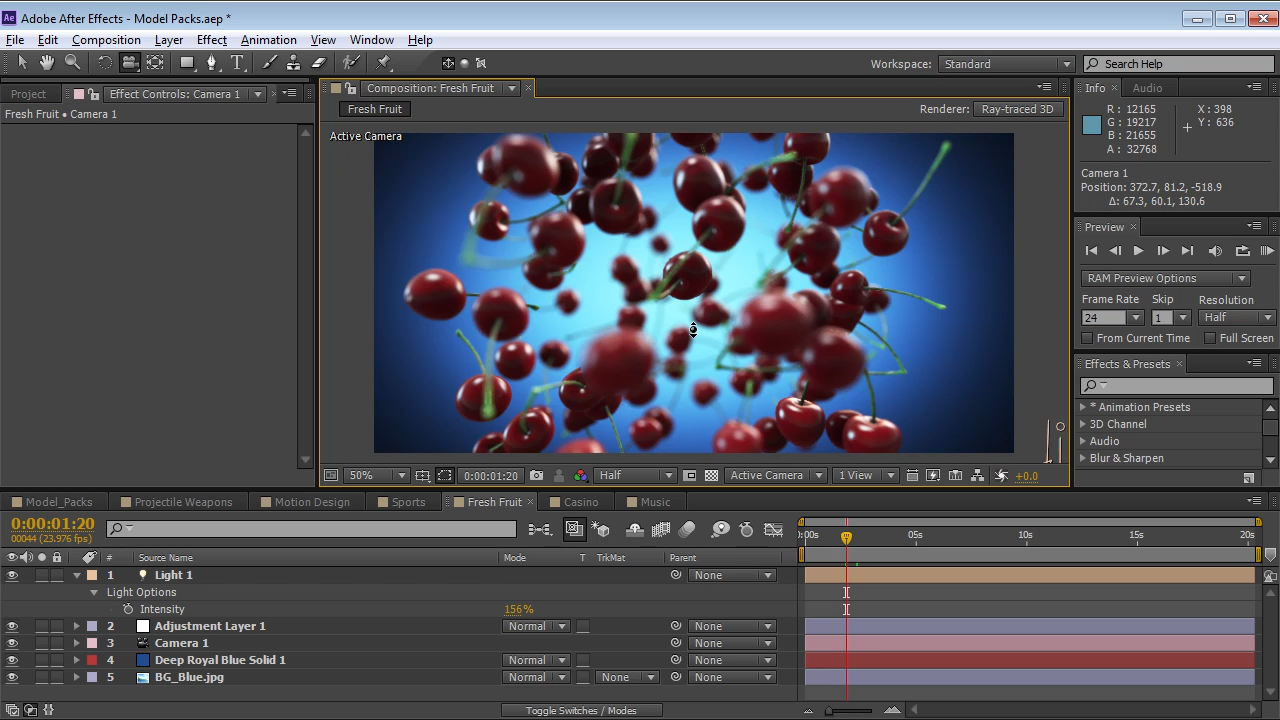 Ae Adobe After Effects - Model Packs.aep *
File Edit Composition Layer Effect Animation View Window Help
Workspace: Standard
Search Help
Project
Effect Controls: Camera 1
Fresh Fruit • Camera 1
Composition: Fresh Fruit
Fresh Fruit
Renderer: Ray-traced 3D
Active Camera
Info
Audio
R : 12165
G : 19217
B : 21655
A : 32768
X : 398
Y : 636
Camera 1
Position: 372.7, 81.2, -518.9
Δ: 67.3, 60.1, 130.6
Preview
RAM Preview Options
Frame Rate Skip Resolution
24 1 Half
From Current Time Full Screen
Effects & Presets
* Animation Presets
3D Channel
Audio
Blur & Sharpen
50% 0:00:01:20 Half Active Camera 1 View +0.0
Model_Packs Projectile Weapons Motion Design Sports Fresh Fruit Casino Music
0:00:01:20
00044 (23.976 fps)
0:00s 05s 10s 15s 20s
# Source Name Mode T TrkMat Parent
1 Light 1 None
Light Options
Intensity 156%
2 Adjustment Layer 1 Normal None
3 Camera 1 None
4 Deep Royal Blue Solid 1 Normal None
5 BG_Blue.jpg Normal None None
Toggle Switches / Modes